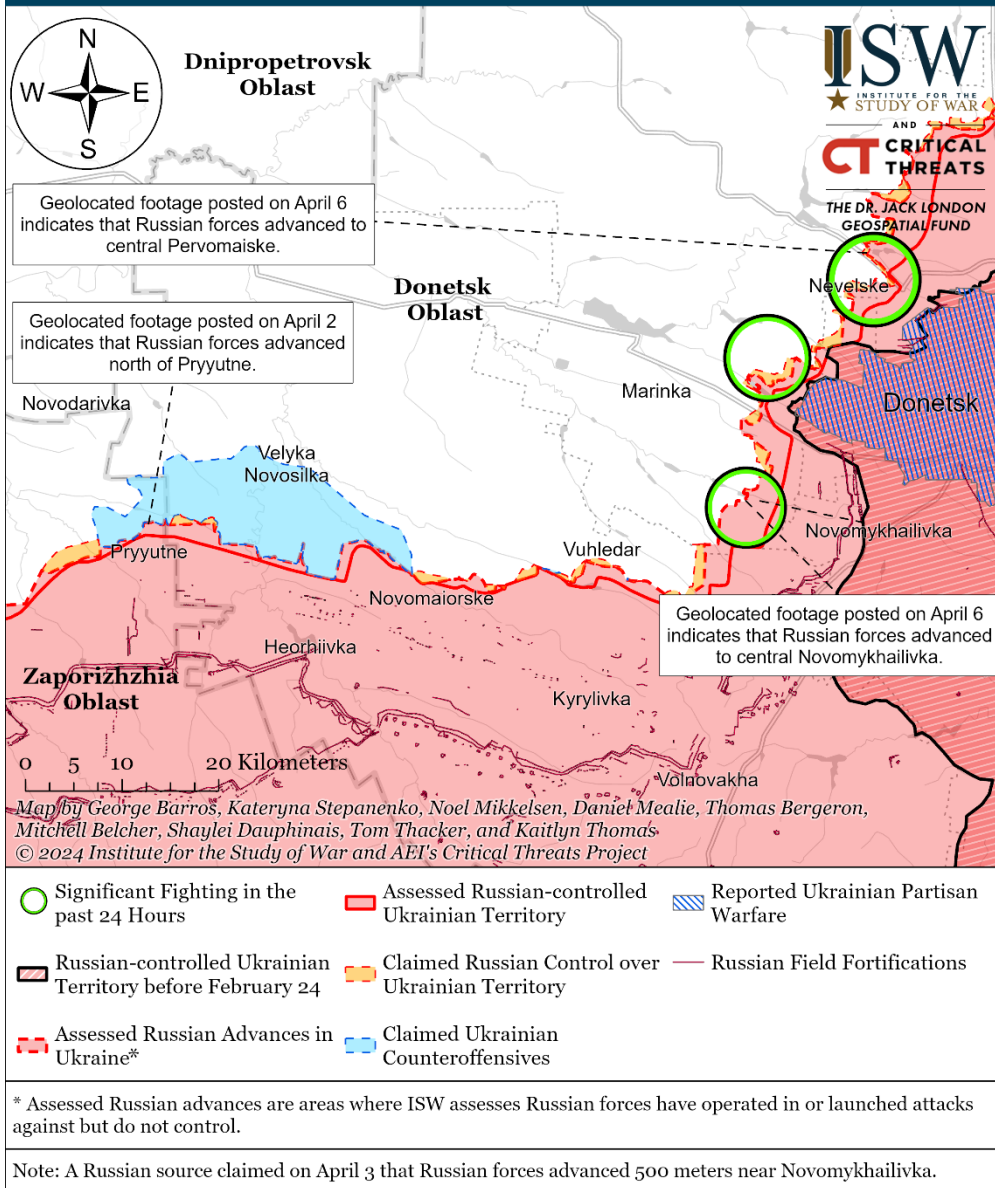 N
W
E
S
Dnipropetrovsk
Oblast
ISW
INSTITUTE FOR THE
STUDY OF WAR
AND
CT CRITICAL
THREATS
THE DR. JACK LONDON
GEOSPATIAL FUND
Geolocated footage posted on April 6
indicates that Russian forces advanced to
central Pervomaiske.
Donetsk
Oblast
Nevelske
Geolocated footage posted on April 2
indicates that Russian forces advanced
north of Pryyutne.
Marinka
Novodarivka
Donetsk
Velyka
Novosilka
Pryyutne
Vuhledar
Novomykhailivka
Novomaiorske
Geolocated footage posted on April 6
indicates that Russian forces advanced
to central Novomykhailivka.
Heorhiivka
Zaporizhzhia
Oblast
Kyrylivka
0 5 10 20 Kilometers
Volnovakha
Map by George Barros, Kateryna Stepanenko, Noel Mikkelsen, Daniel Mealie, Thomas Bergeron,
Mitchell Belcher, Shaylei Dauphinais, Tom Thacker, and Kaitlyn Thomas
© 2024 Institute for the Study of War and AEI's Critical Threats Project
Significant Fighting in the
past 24 Hours
Assessed Russian-controlled
Ukrainian Territory
Reported Ukrainian Partisan
Warfare
Russian-controlled Ukrainian
Territory before February 24
Claimed Russian Control over
Ukrainian Territory
Russian Field Fortifications
Assessed Russian Advances in
Ukraine*
Claimed Ukrainian
Counteroffensives
* Assessed Russian advances are areas where ISW assesses Russian forces have operated in or launched attacks
against but do not control.
Note: A Russian source claimed on April 3 that Russian forces advanced 500 meters near Novomykhailivka.